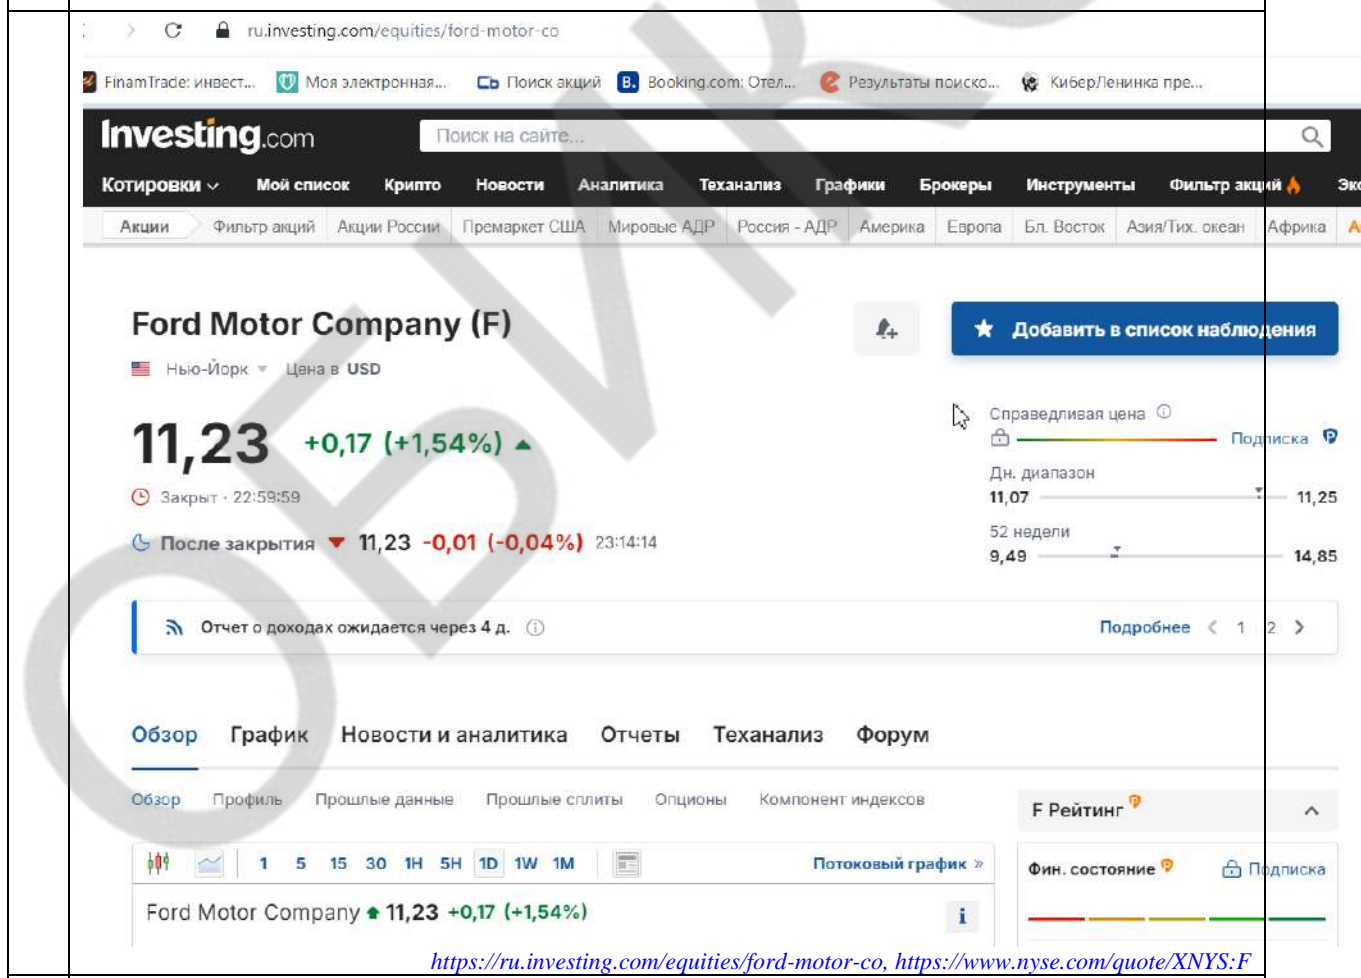 ru.investing.com/equities/ford-motor-co
FinamTrade: инвест... Моя электронная... Поиск акций B. Booking.com: Отел... Результаты поиско... КиберЛенинка пре...
Investing.com Поиск на сайте...
Котировки Мой список Крипто Новости Аналитика Теханализ Графики Брокеры Инструменты Фильтр акций Эко
Акции Фильтр акций Акции России Премаркет США Мировые АДР Россия - АДР Америка Европа Бл. Восток Азия/Тих. океан Африка
Ford Motor Company (F)
Добавить в список наблюдения
Нью-Йорк Цена в USD
11,23 +0,17 (+1,54%)
Справедливая цена
Подписка
Дн. диапазон
11,07 11,25
Закрыт · 22:59:59
52 недели
9,49 14,85
После закрытия 11,23 -0,01 (-0,04%) 23:14:14
Отчет о доходах ожидается через 4 д. Подробнее 1 2
Обзор График Новости и аналитика Отчеты Теханализ Форум
Обзор Профиль Прошлые данные Прошлые сплиты Опционы Компонент индексов
F Рейтинг
1 5 15 30 1H 5H 1D 1W 1M Потоковый график »
Фин. состояние Подписка
Ford Motor Company 11,23 +0,17 (+1,54%)
https://ru.investing.com/equities/ford-motor-co, https://www.nyse.com/quote/XNYS:F